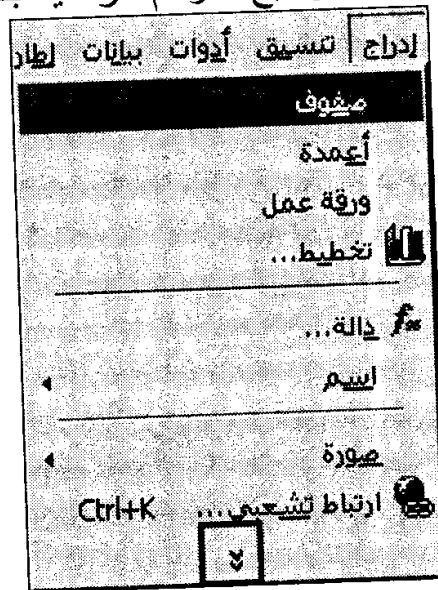 إدراج تنسيق أدوات بيانات إطار
صفوف
أعمدة
ورقة عمل
تخطيط...
دالة...
اسم
صورة
ارتباط تشعبي... Ctrl+K